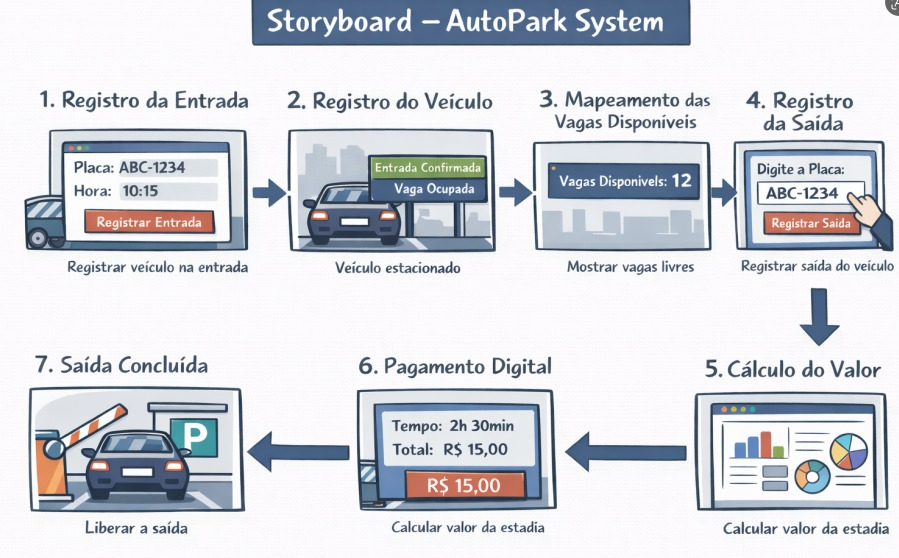 Storyboard – AutoPark System
1. Registro da Entrada
Placa: ABC-1234
Hora: 10:15
Registrar Entrada
Registrar veículo na entrada
2. Registro do Veículo
Entrada Confirmada
Vaga Ocupada
Veículo estacionado
3. Mapeamento das
Vagas Disponíveis
Vagas Disponivels: 12
Mostrar vagas livres
4. Registro
da Saída
Digite a Placa:
ABC-1234
Registrar Saída
Registrar saída do veículo
5. Cálculo do Valor
Calcular valor da estadia
6. Pagamento Digital
Tempo: 2h 30min
Total: R$ 15,00
R$ 15,00
Calcular valor da estadia
7. Saída Concluída
P
Liberar a saída